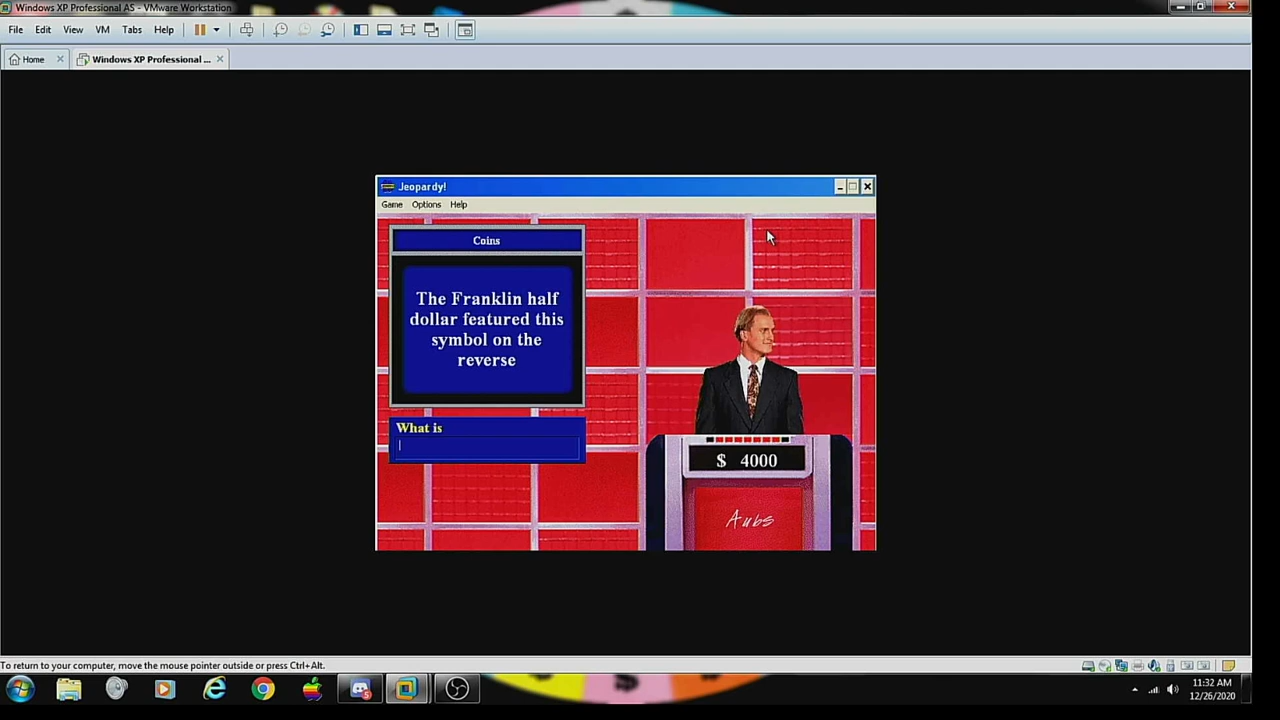 Windows XP Professional AS - VMware Workstation
File Edit View VM Tabs Help
Home
Windows XP Professional ...
Jeopardy!
Game Options Help
Coins
The Franklin half
dollar featured this
symbol on the
reverse
What is
$ 4000
Aubs
To return to your computer, move the mouse pointer outside or press Ctrl+Alt.
5
11:32 AM
12/26/2020